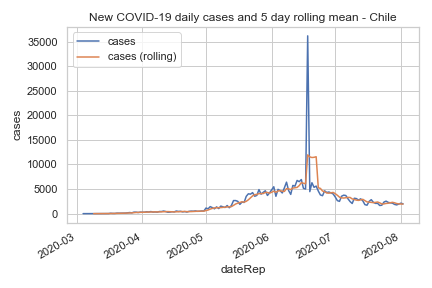 New COVID-19 daily cases and 5 day rolling mean - Chile
cases
cases (rolling)
35000
30000
25000
20000
15000
10000
5000
0
cases
2020-03
2020-04
2020-05
2020-06
2020-07
2020-08
dateRep